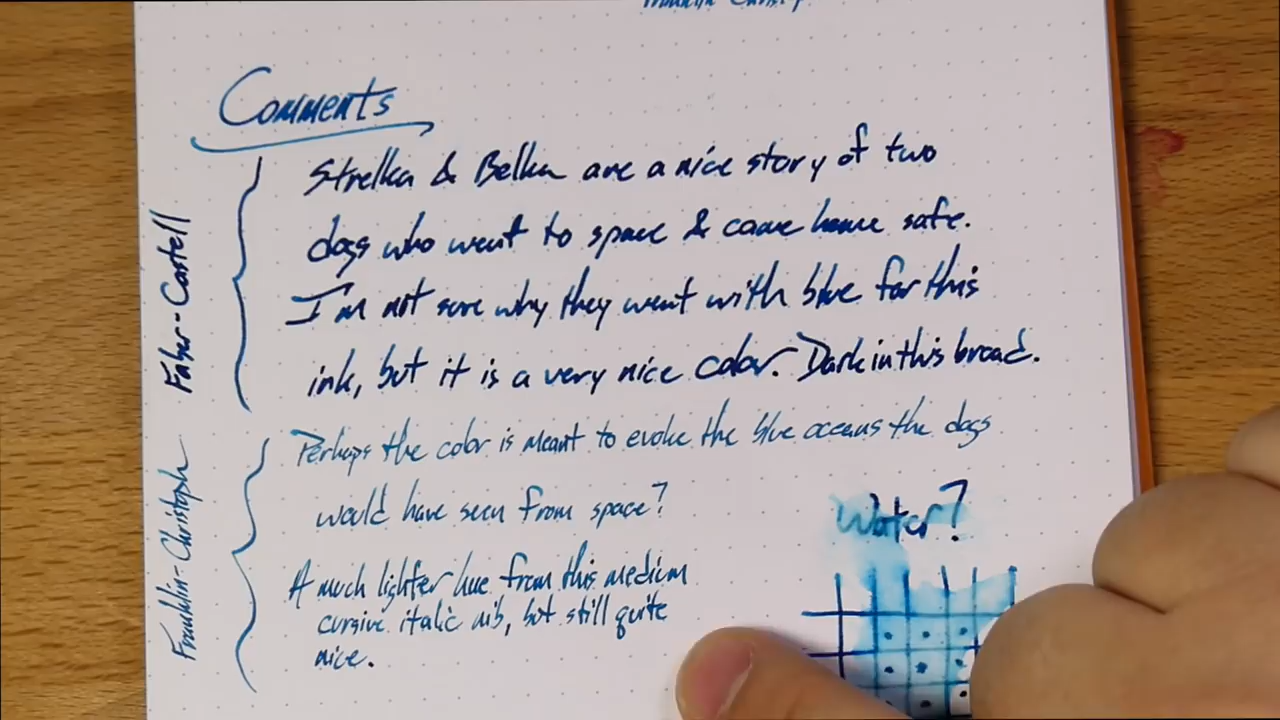 Franklin Christoph
Comments
Faber-Castell
Strelka & Belka are a nice story of two
dogs who went to space & came home safe.
I'm not sure why they went with blue for this
ink, but it is a very nice color. Dark in this broad.
Franklin-Christoph
Perhaps the color is meant to evoke the blue oceans the dogs
would have seen from space?
A much lighter hue from this medium
cursive italic nib, but still quite
nice.
Water?